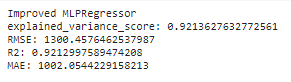 Improved MLPRegressor
explained_variance_score: 0.9213627632772561
RMSE: 1300.4576462537987
R2: 0.9212997589474208
MAE: 1002.0544229158213